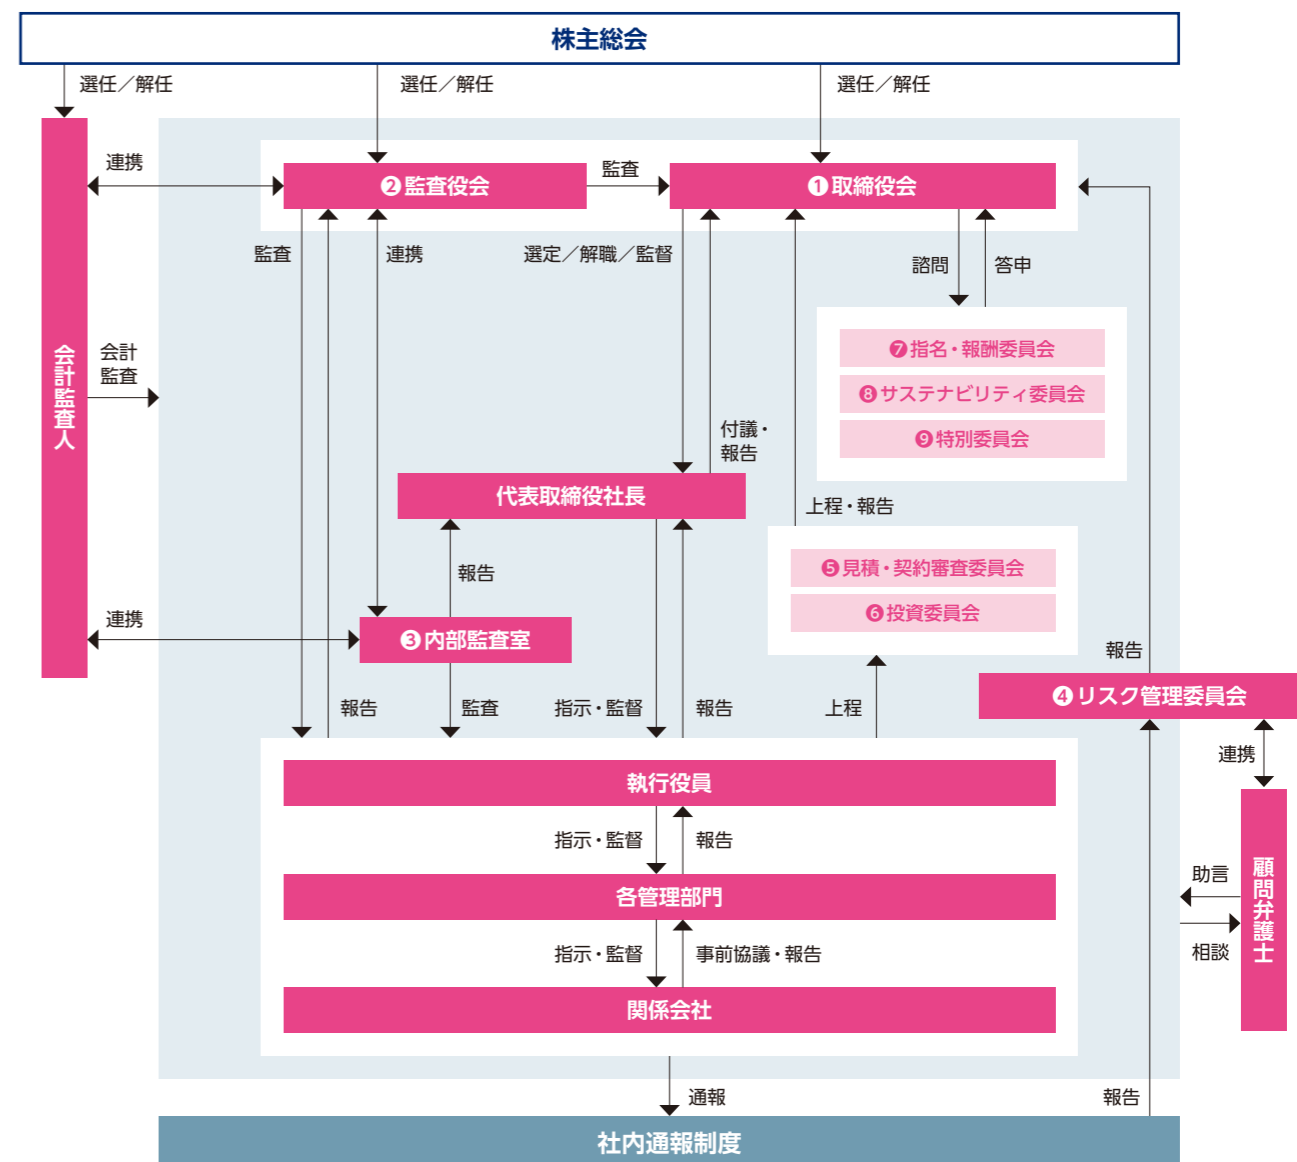 株主総会
選任／解任
選任／解任
選任／解任
連携
❷監査役会
監査
❶取締役会
監査
連携
選定／解職／監督
諮問
答申
会計監査人
会計
監査
❼指名・報酬委員会
❽サステナビリティ委員会
❾特別委員会
付議・
報告
代表取締役社長
上程・報告
報告
❺見積・契約審査委員会
❻投資委員会
連携
❸内部監査室
報告
❹リスク管理委員会
報告
監査
指示・監督
報告
上程
連携
執行役員
指示・監督
報告
顧問弁護士
助言
各管理部門
指示・監督
事前協議・報告
相談
関係会社
通報
報告
社内通報制度